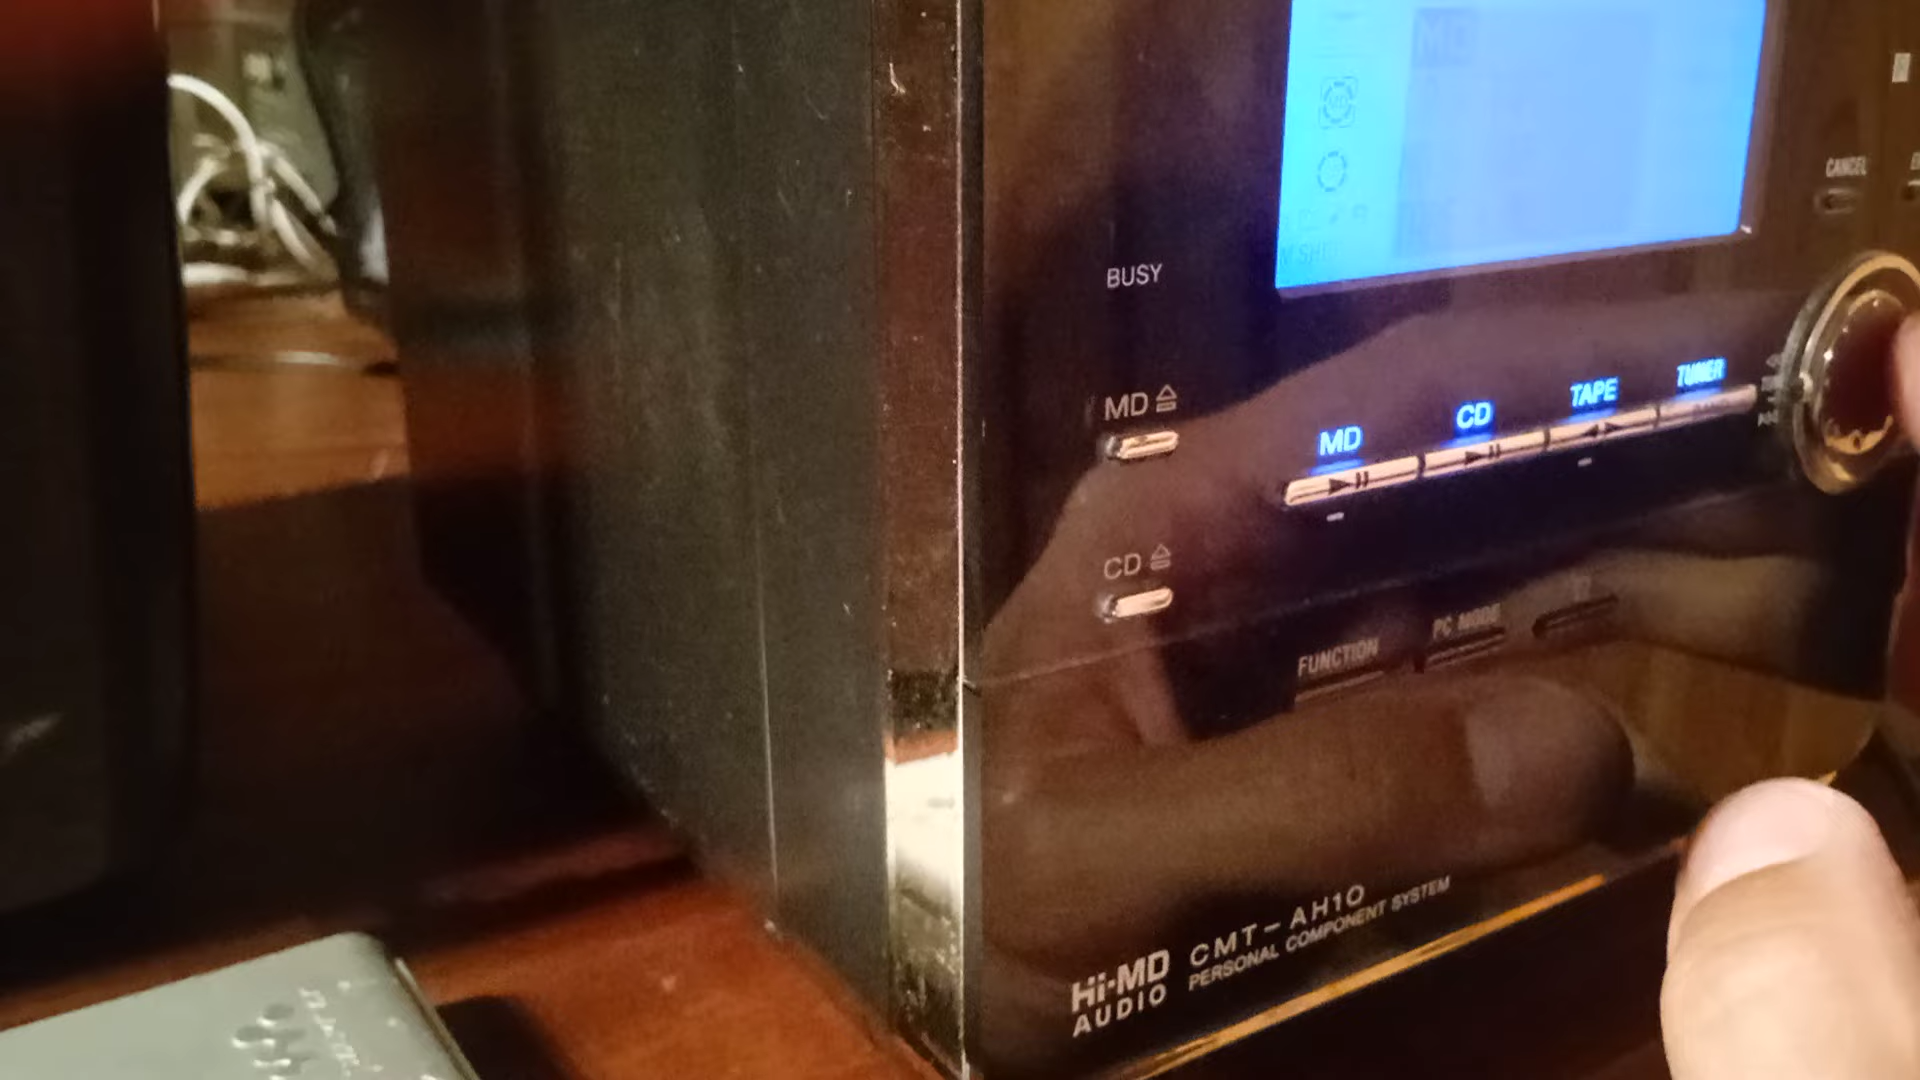 CANCEL
BUSY
MD
CD
MD
CD
TAPE
TUNER
FUNCTION
PC MODE
Hi-MD
AUDIO
CMT-AH10
PERSONAL COMPONENT SYSTEM